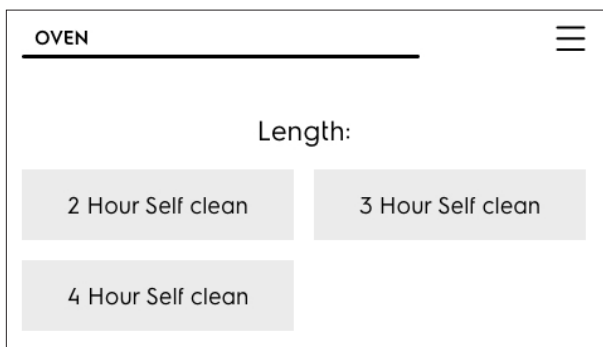 OVEN
Length:
2 Hour Self clean
3 Hour Self clean
4 Hour Self clean